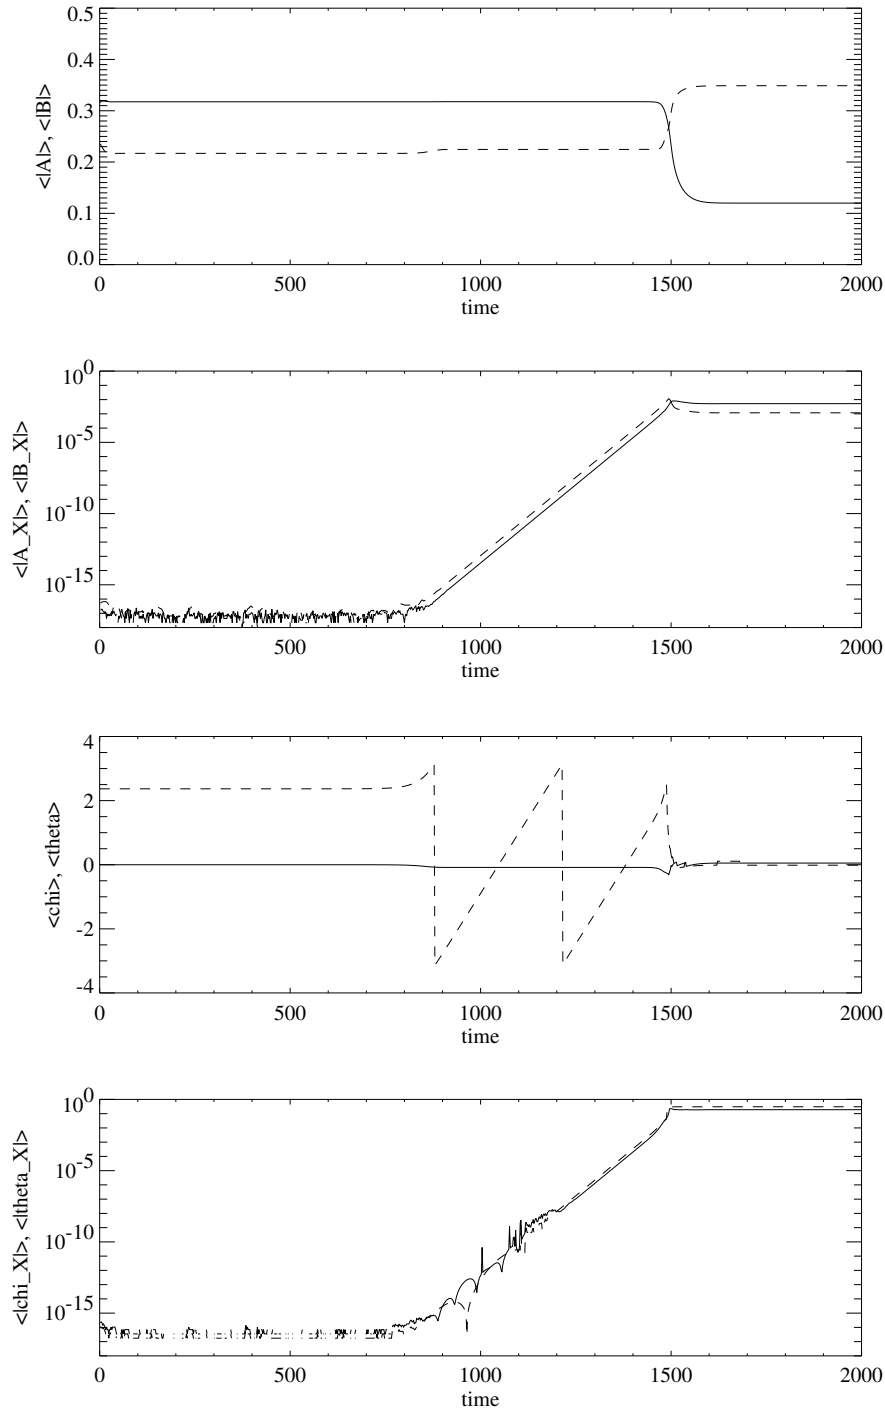 <|A|>, <|B|>
0.5
0.4
0.3
0.2
0.1
0.0
0 500 1000 1500 2000
time
<|A_X|>, <|B_X|>
10^0
10^-5
10^-10
10^-15
0 500 1000 1500 2000
time
<chi>, <theta>
4
2
0
-2
-4
0 500 1000 1500 2000
time
<|chi_X|>, <|theta_X|>
10^0
10^-5
10^-10
10^-15
0 500 1000 1500 2000
time